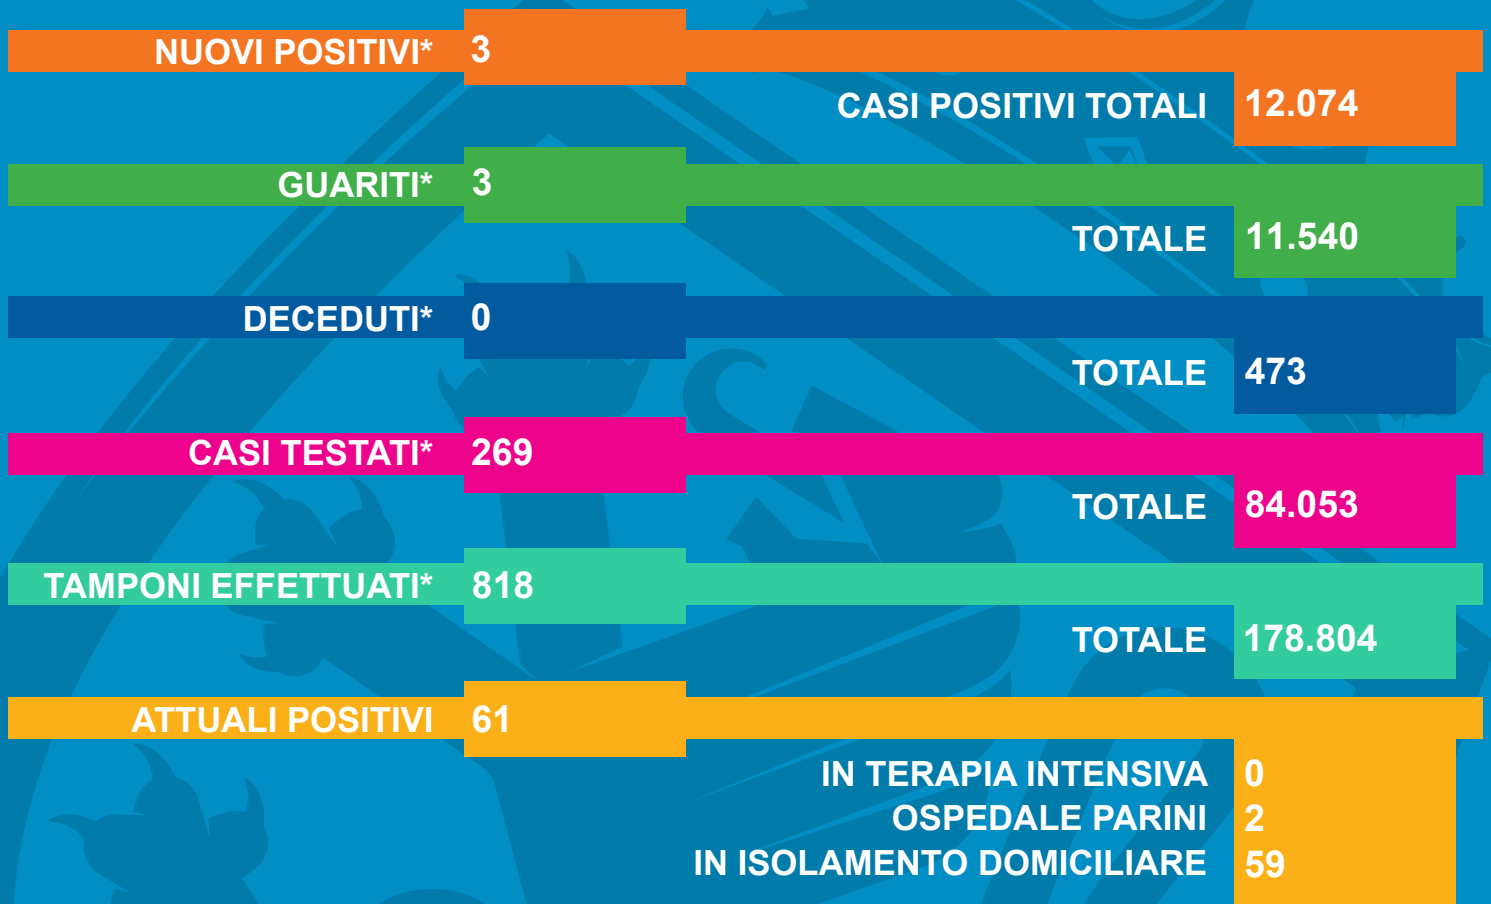 NUOVI POSITIVI* 3
CASI POSITIVI TOTALI 12.074
GUARITI* 3
TOTALE 11.540
DECEDUTI* 0
TOTALE 473
CASI TESTATI* 269
TOTALE 84.053
TAMPONI EFFETTUATI* 818
TOTALE 178.804
ATTUALI POSITIVI 61
IN TERAPIA INTENSIVA 0
OSPEDALE PARINI 2
IN ISOLAMENTO DOMICILIARE 59